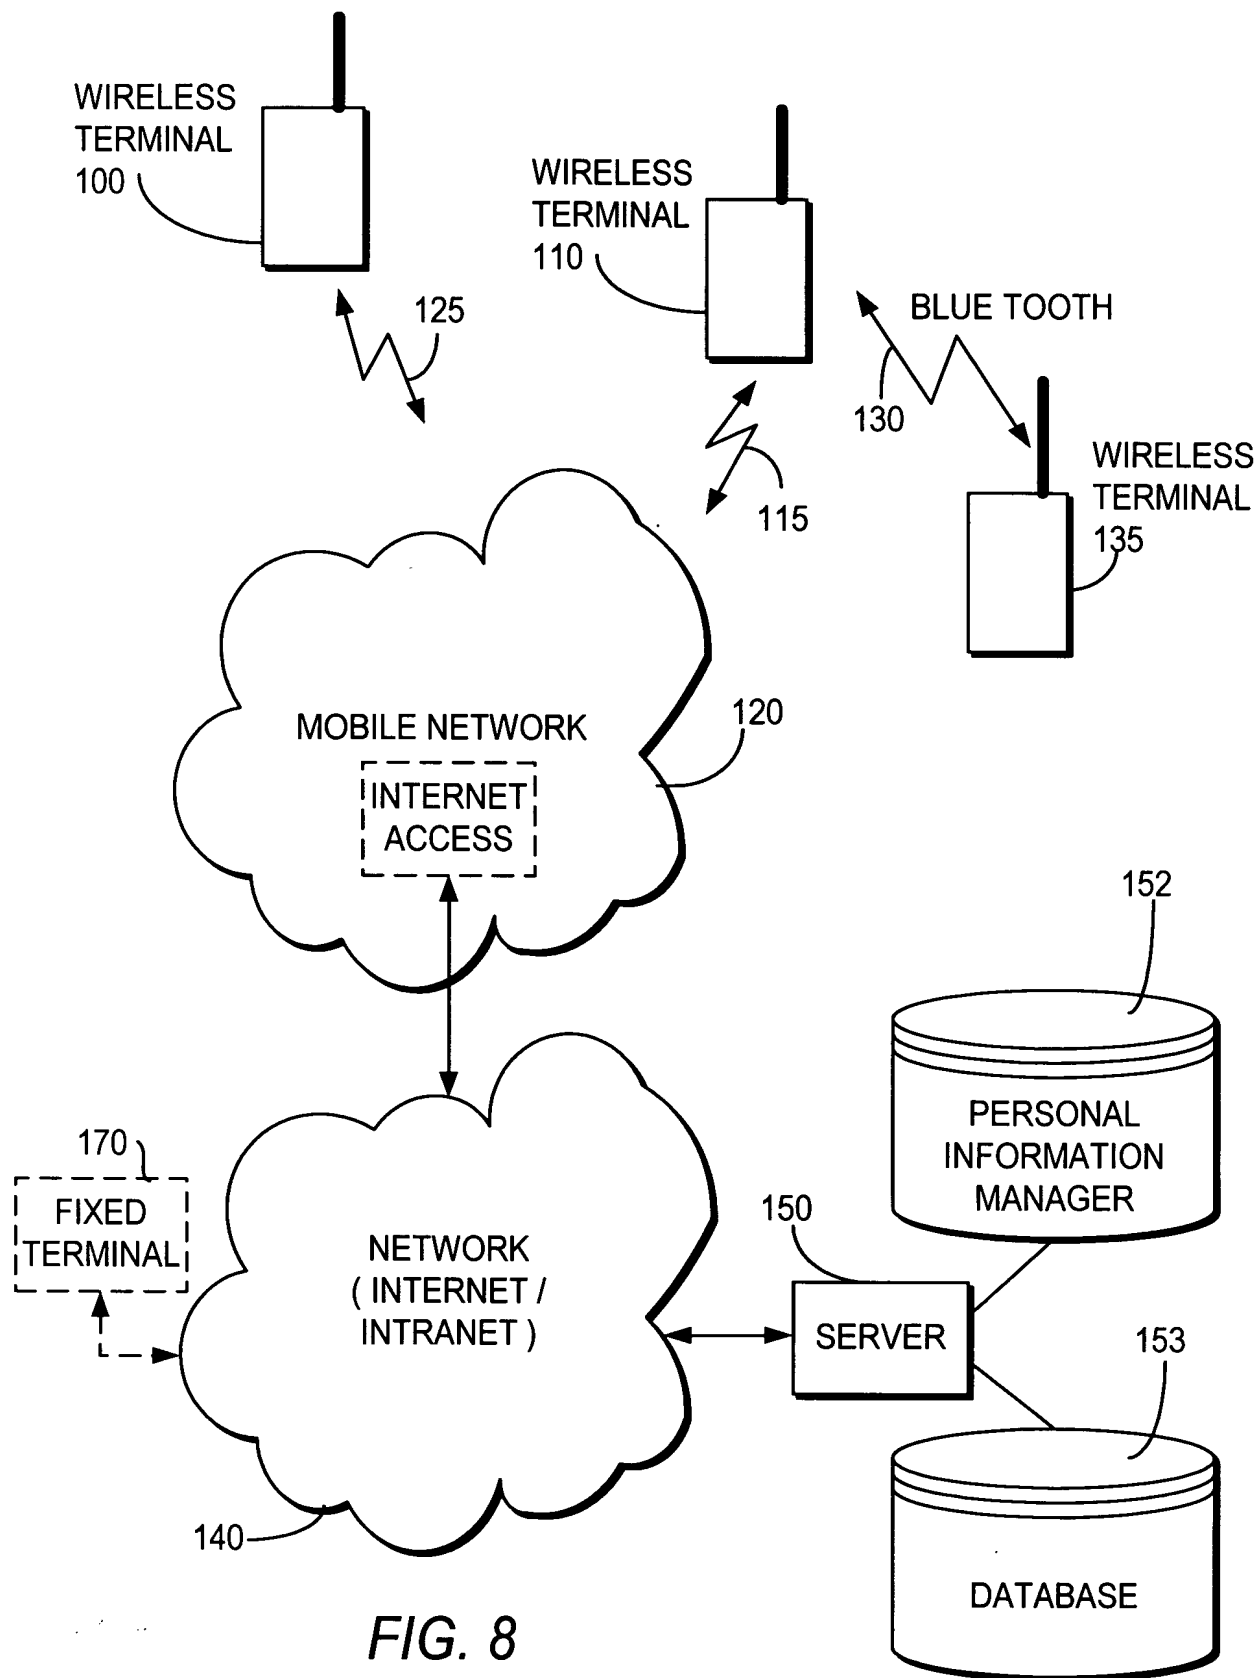 WIRELESS
TERMINAL
100
WIRELESS
TERMINAL
110
125
BLUE TOOTH
130
115
WIRELESS
TERMINAL
135
MOBILE NETWORK
120
INTERNET
ACCESS
152
PERSONAL
INFORMATION
MANAGER
170
FIXED
TERMINAL
NETWORK
( INTERNET /
INTRANET )
150
SERVER
153
140
DATABASE
FIG. 8